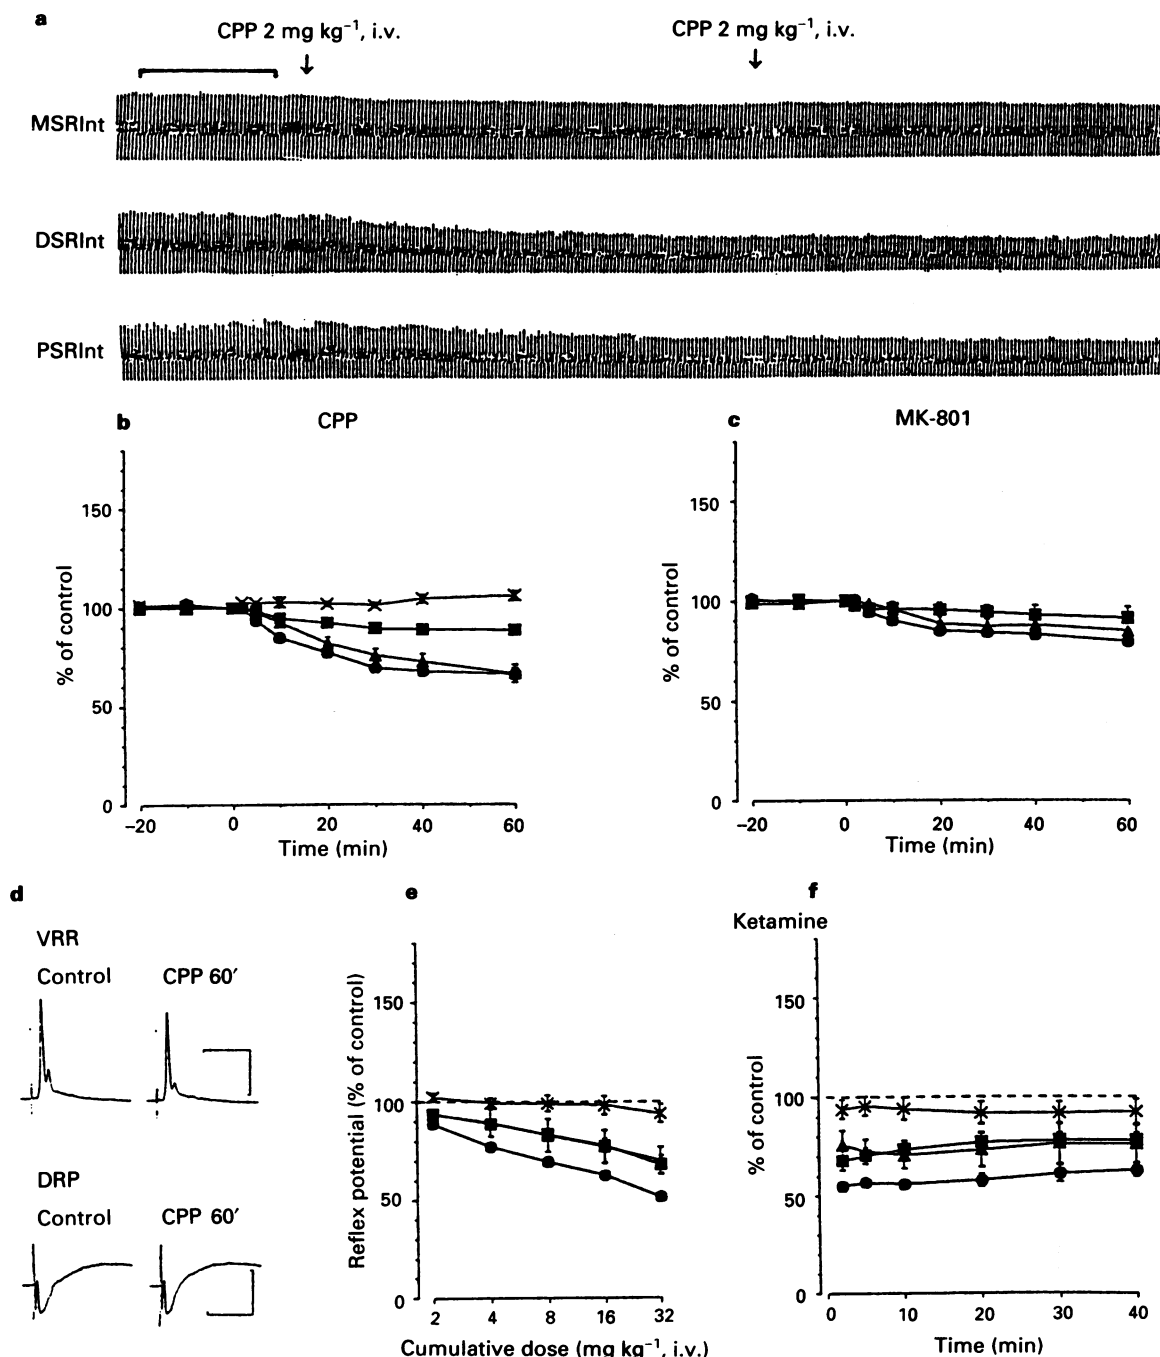 a
CPP 2 mg kg⁻¹, i.v.
CPP 2 mg kg⁻¹, i.v.
MSRInt
DSRInt
PSRInt
b
CPP
% of control
150
100
50
0
−20
0
20
40
60
Time (min)
c
MK-801
% of control
150
100
50
0
−20
0
20
40
60
Time (min)
d
VRR
Control
CPP 60′
DRP
Control
CPP 60′
e
Reflex potential (% of control)
150
100
50
0
2
4
8
16
32
Cumulative dose (mg kg⁻¹, i.v.)
f
Ketamine
% of control
150
100
50
0
0
10
20
30
40
Time (min)